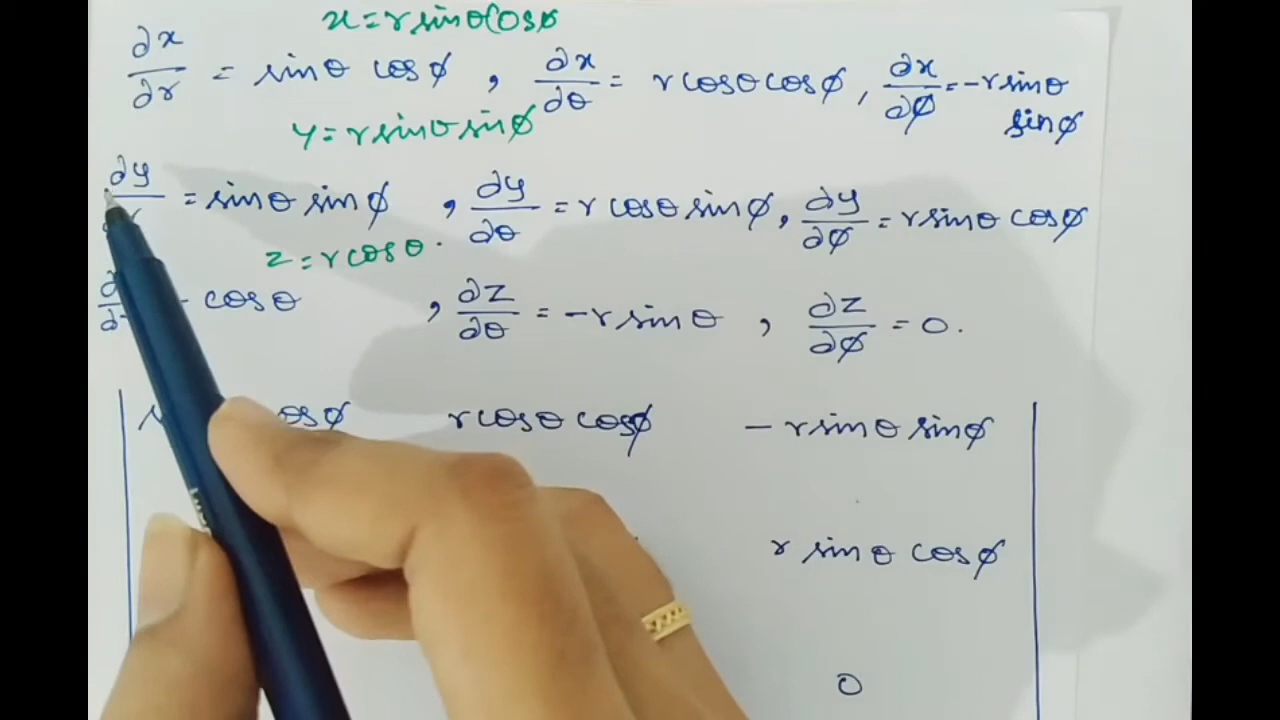 x = r sinθ cosφ
∂x/∂r = sinθ cosφ , ∂x/∂θ = r cosθ cosφ , ∂x/∂φ = -r sinθ sinφ
y = r sinθ sinφ
∂y/ = sinθ sinφ , ∂y/∂θ = r cosθ sinφ , ∂y/∂φ = r sinθ cosφ
z = r cosθ .
cosθ , ∂z/∂θ = -r sinθ , ∂z/∂φ = 0 .
cosφ r cosθ cosφ - r sinθ sinφ
r sinθ cosφ
0